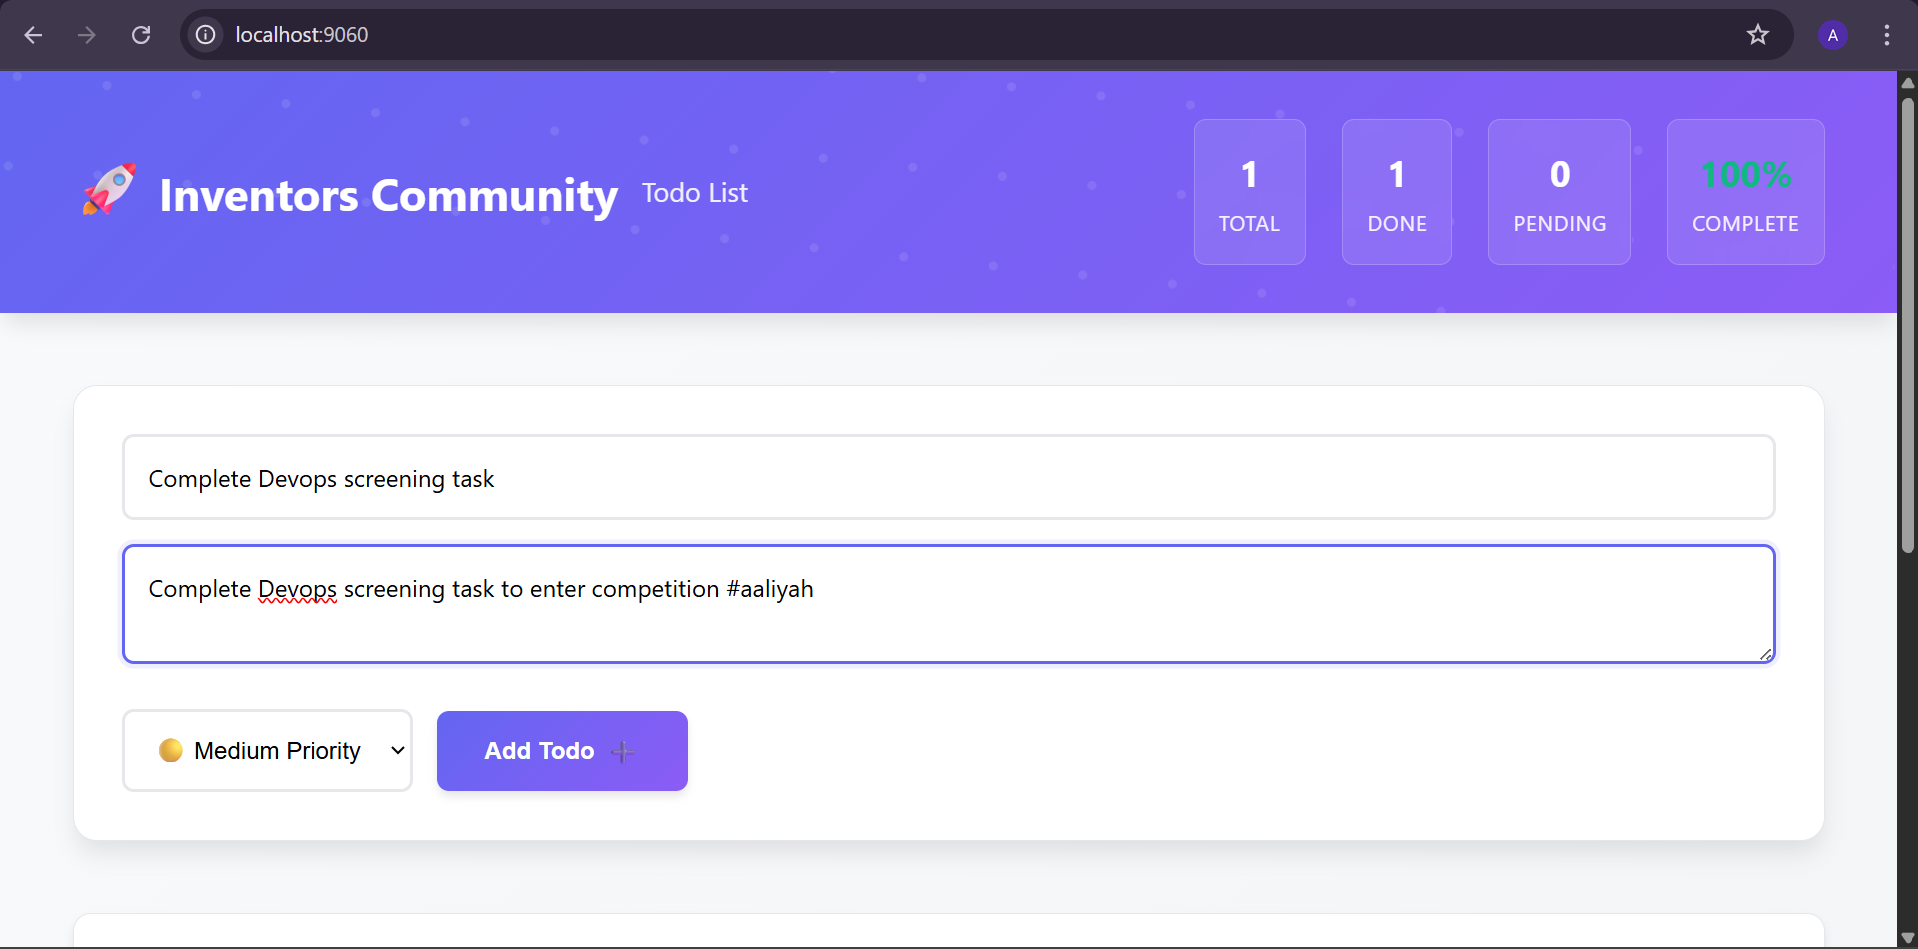 localhost:9060
A
Inventors Community Todo List
1
TOTAL
1
DONE
0
PENDING
100%
COMPLETE
Complete Devops screening task
Complete Devops screening task to enter competition #aaliyah
Medium Priority
Add Todo